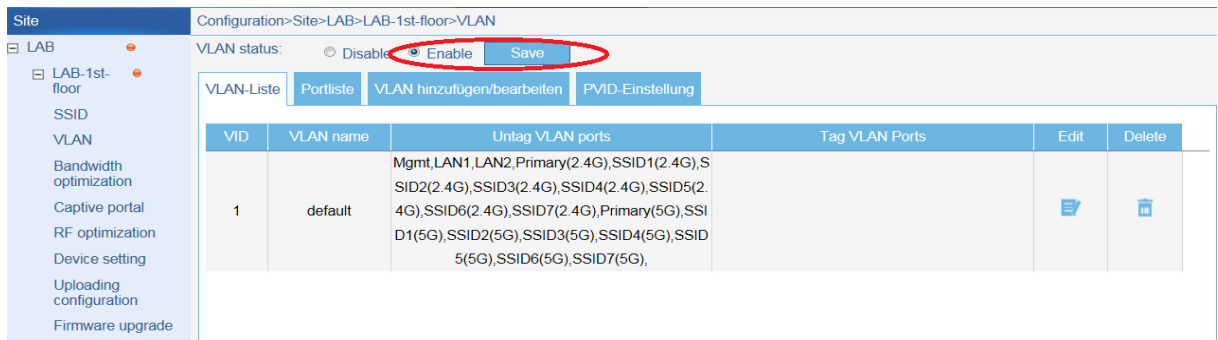 Site
Configuration>Site>LAB>LAB-1st-floor>VLAN
LAB
LAB-1st-
floor
SSID
VLAN
Bandwidth
optimization
Captive portal
RF optimization
Device setting
Uploading
configuration
Firmware upgrade
VLAN status: Disable Enable Save
VLAN-Liste Portliste VLAN hinzufügen/bearbeiten PVID-Einstellung
VID VLAN name Untag VLAN ports Tag VLAN Ports Edit Delete
1 default
Mgmt,LAN1,LAN2,Primary(2.4G),SSID1(2.4G),S
SID2(2.4G),SSID3(2.4G),SSID4(2.4G),SSID5(2.
4G),SSID6(2.4G),SSID7(2.4G),Primary(5G),SSI
D1(5G),SSID2(5G),SSID3(5G),SSID4(5G),SSID
5(5G),SSID6(5G),SSID7(5G),